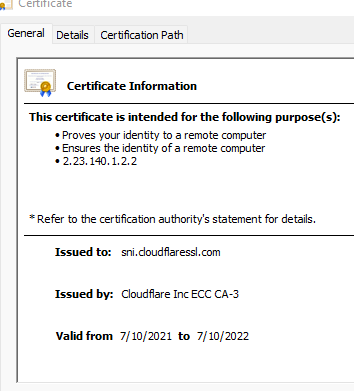 Certificate
General Details Certification Path
Certificate Information
This certificate is intended for the following purpose(s):
• Proves your identity to a remote computer
• Ensures the identity of a remote computer
• 2.23.140.1.2.2
* Refer to the certification authority's statement for details.
Issued to: sni.cloudflaressl.com
Issued by: Cloudflare Inc ECC CA-3
Valid from 7/10/2021 to 7/10/2022